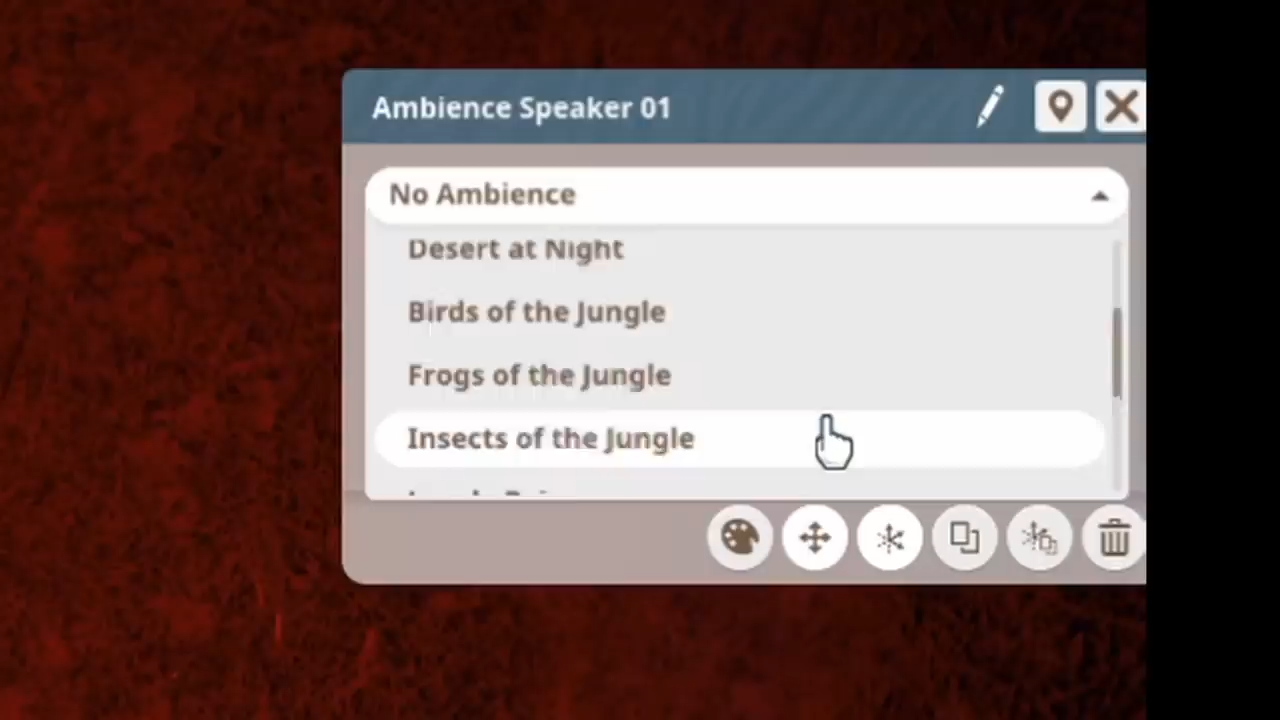 Ambience Speaker 01
No Ambience
Desert at Night
Birds of the Jungle
Frogs of the Jungle
Insects of the Jungle